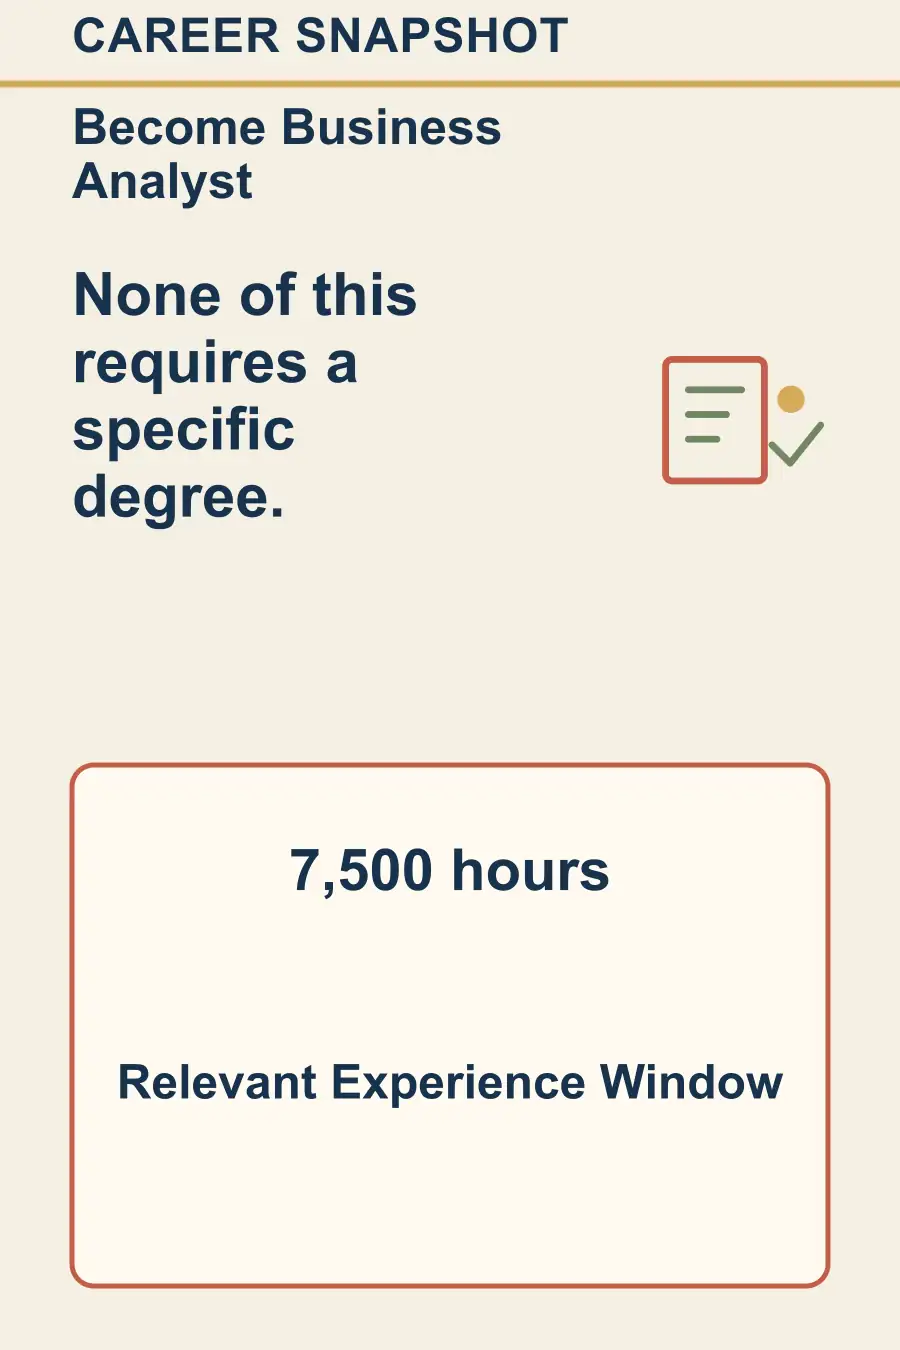 CAREER SNAPSHOT
Become Business
Analyst
None of this
requires a
specific
degree.
7,500 hours
Relevant Experience Window